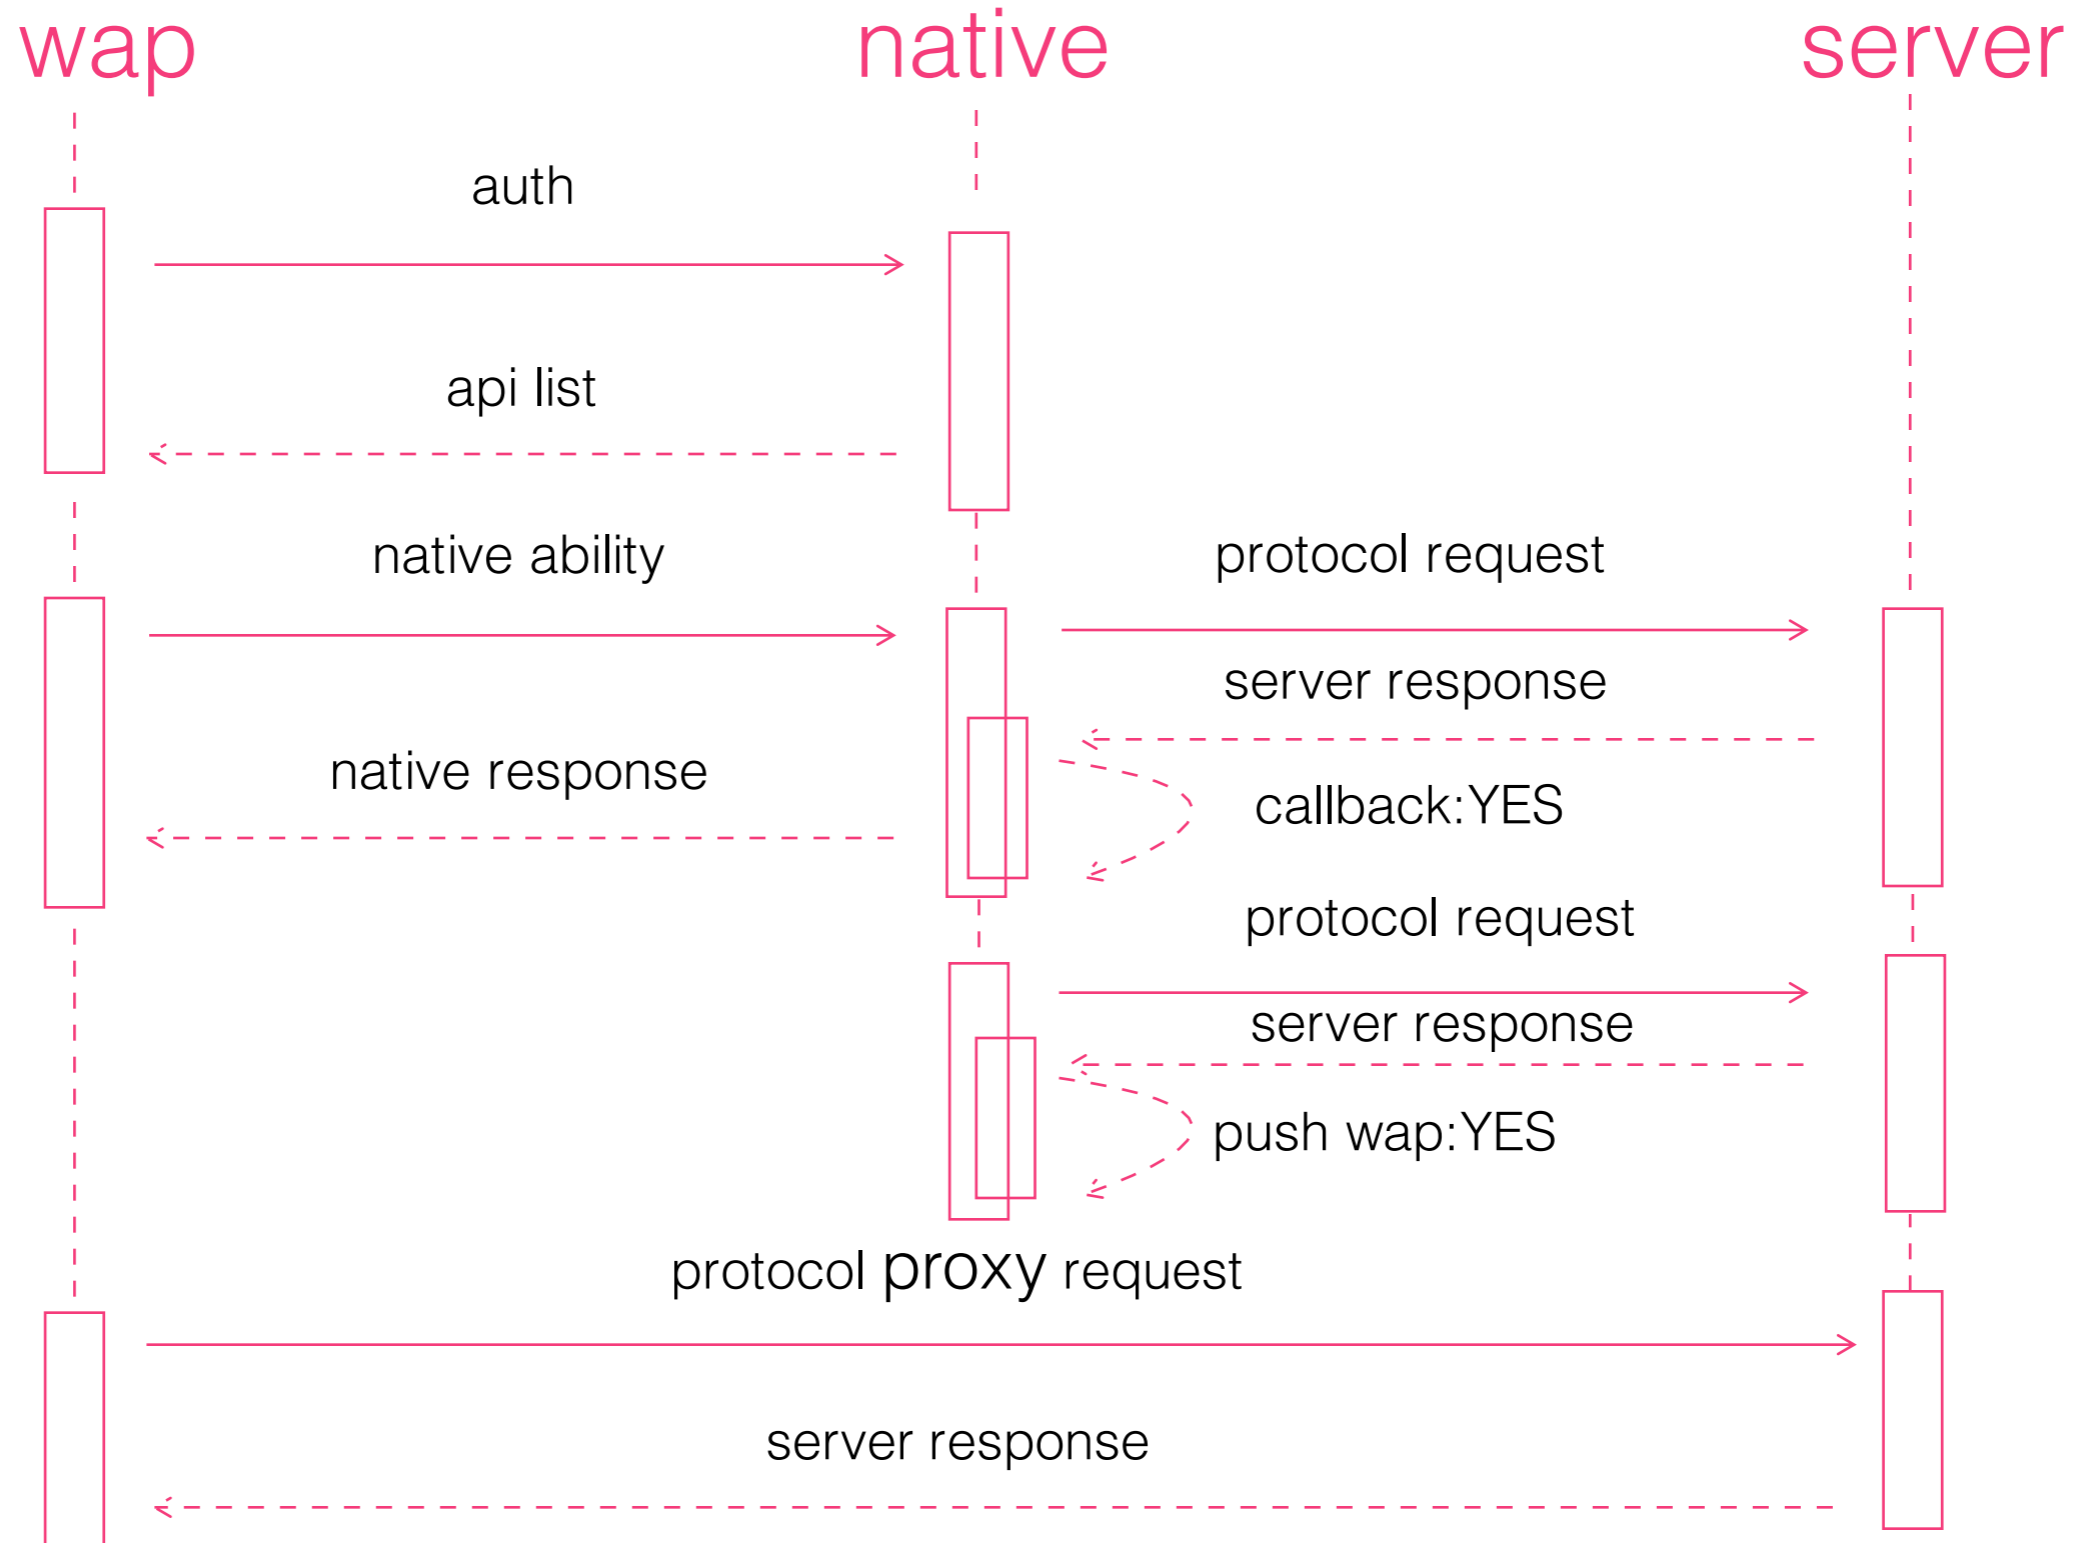 wap
native
server
auth
api list
native ability
protocol request
server response
native response
callback:YES
protocol request
server response
push wap:YES
protocol proxy request
server response